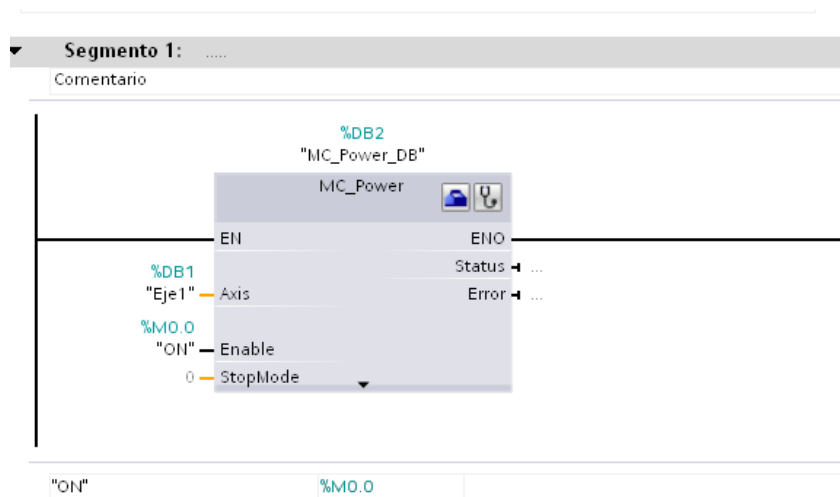 Segmento 1: .....
Comentario
%DB2
"MC_Power_DB"
MC_Power
EN ENO
%DB1 Status ...
"Eje1" Axis Error ...
%M0.0
"ON" Enable
0 StopMode
"ON" %M0.0